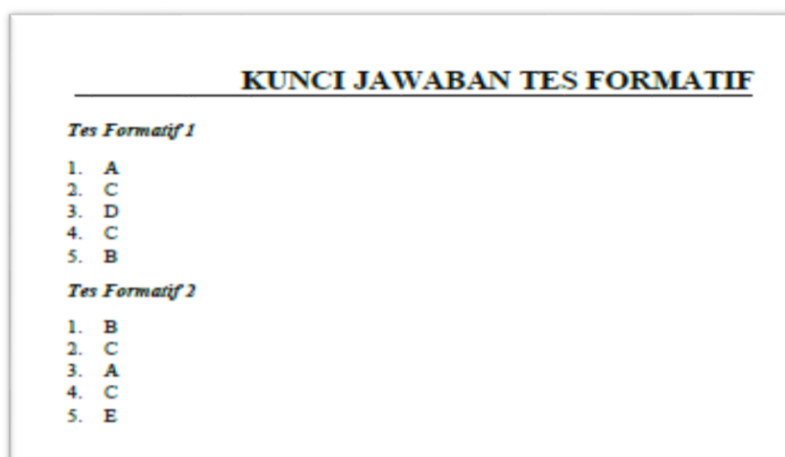 KUNCI JAWABAN TES FORMATIF
Tes Formatif 1
1. A
2. C
3. D
4. C
5. B
Tes Formatif 2
1. B
2. C
3. A
4. C
5. E